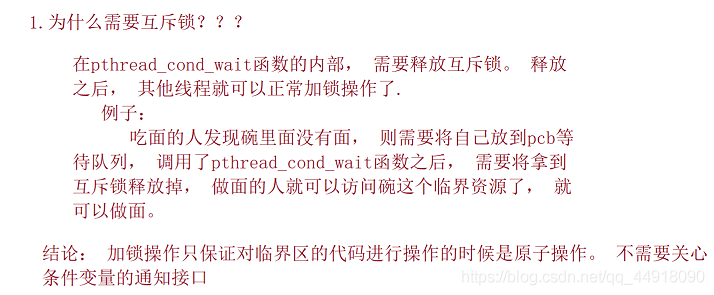 1. 为什么需要互斥锁???
在pthread_cond_wait函数的内部, 需要释放互斥锁。 释放
之后, 其他线程就可以正常加锁操作了.
例子:
吃面的人发现碗里面没有面, 则需要将自己放到pcb等
待队列, 调用了pthread_cond_wait函数之后, 需要将拿到
互斥锁释放掉, 做面的人就可以访问碗这个临界资源了, 就
可以做面。
结论: 加锁操作只保证对临界区的代码进行操作的时候是原子操作。 不需要关心
条件变量的通知接口
https://blog.csdn.net/qq_44918090